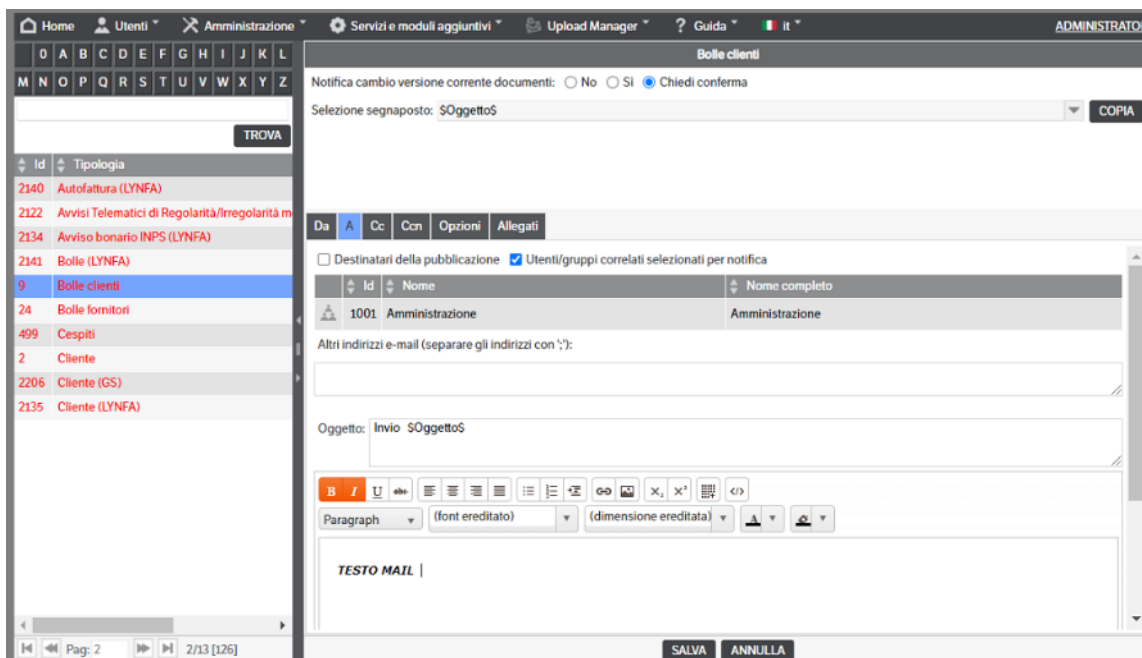 Home Utenti Amministrazione Servizi e moduli aggiuntivi Upload Manager Guida it ADMINISTRATOR
0 A B C D E F G H I J K L
M N O P Q R S T U V W X Y Z
TROVA
Id Tipologia
2140 Autofattura (LYNFA)
2122 Avvisi Telematici di Regolarità/Irregolarità m
2134 Avviso bonario INPS (LYNFA)
2141 Bolle (LYNFA)
9 Bolle clienti
24 Bolle fornitori
499 Cespiti
2 Cliente
2206 Cliente (GS)
2135 Cliente (LYNFA)
Pag: 2 2/13 [126]
Bolle clienti
Notifica cambio versione corrente documenti: No Sì Chiedi conferma
Selezione segnaposto: $Oggetto$ COPIA
Da A Cc Ccn Opzioni Allegati
Destinatari della pubblicazione Utenti/gruppi correlati selezionati per notifica
Id Nome Nome completo
1001 Amministrazione Amministrazione
Altri indirizzi e-mail (separare gli indirizzi con ';'):
Oggetto: Invio $Oggetto$
B I U abc X₂ X² </>
Paragraph (font ereditato) (dimensione ereditata) A
TESTO MAIL
SALVA ANNULLA